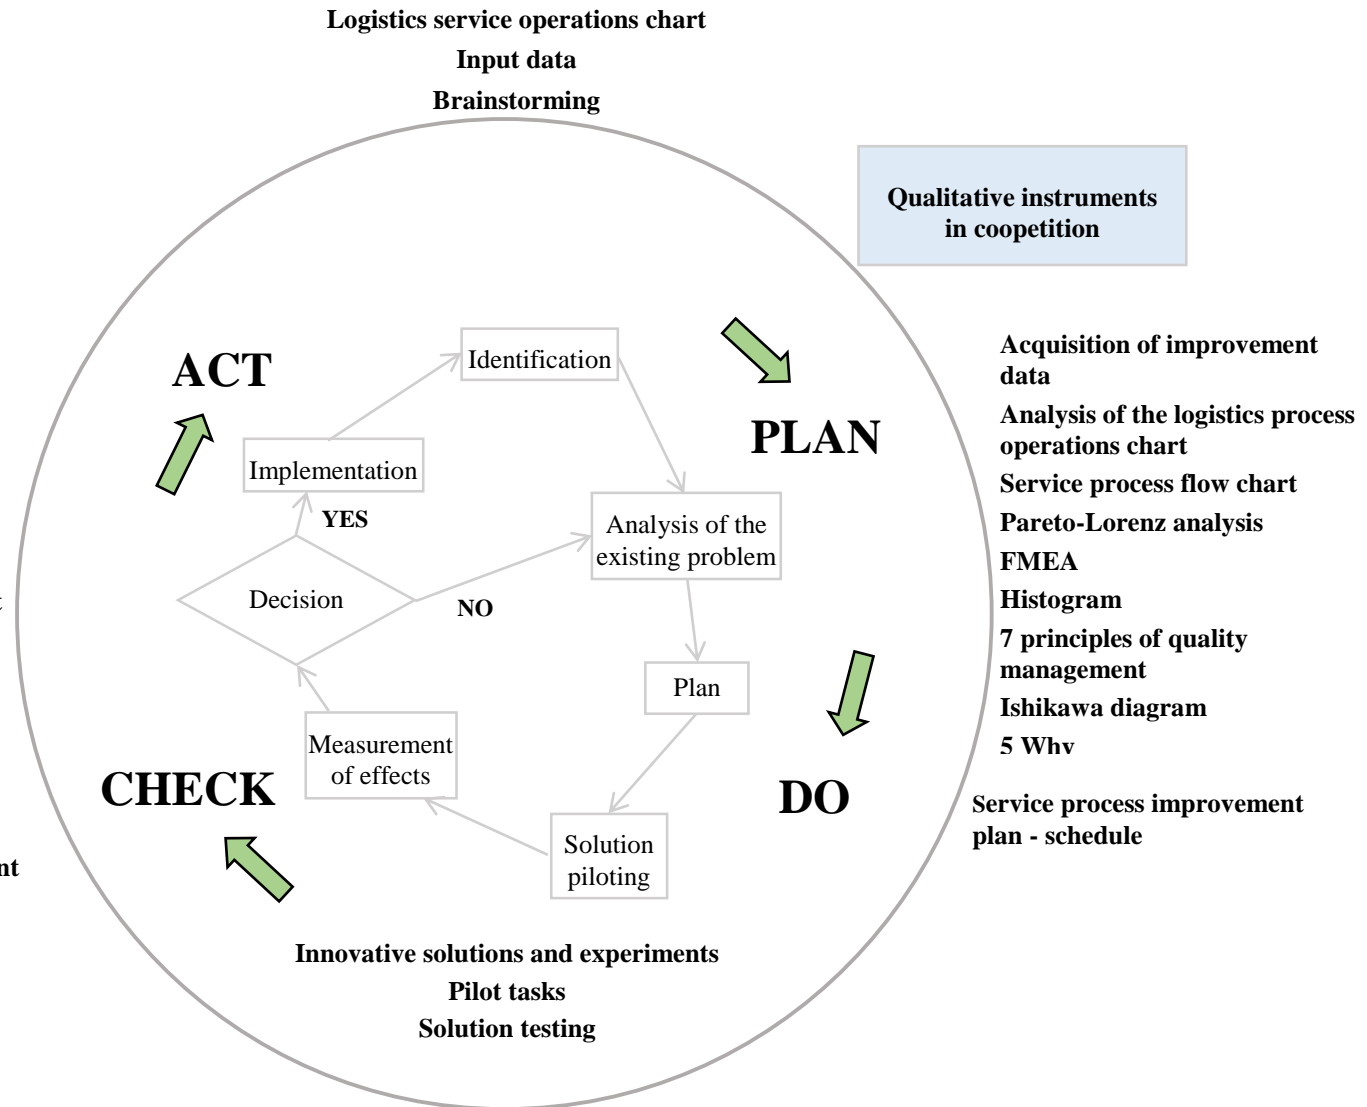 Logistics service operations chart
Input data
Brainstorming
Qualitative instruments
in coopetition
Acquisition of improvement
data
Analysis of the logistics process
operations chart
Service process flow chart
Pareto-Lorenz analysis
FMEA
Histogram
7 principles of quality
management
Ishikawa diagram
5 Why
Service process improvement
plan - schedule
ACT
PLAN
DO
CHECK
Identification
Implementation
YES
Analysis of the
existing problem
Decision
NO
Plan
Measurement
of effects
Solution
piloting
nt
Innovative solutions and experiments
Pilot tasks
Solution testing